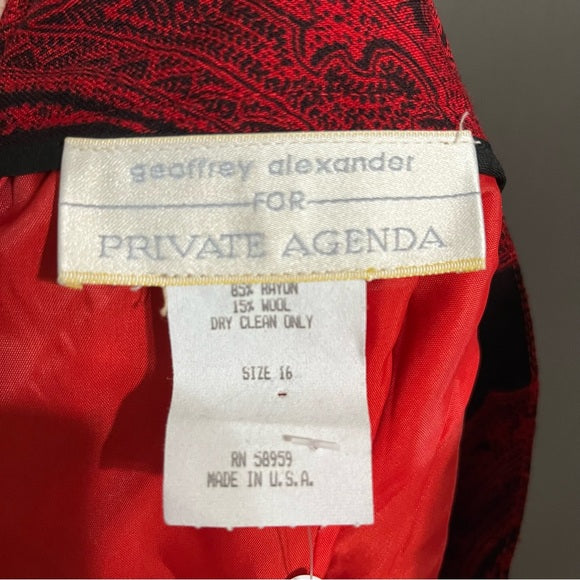 geoffrey alexander
FOR
PRIVATE AGENDA
85% RAYON
15% WOOL
DRY CLEAN ONLY
SIZE 16
RN 58959
MADE IN U.S.A.